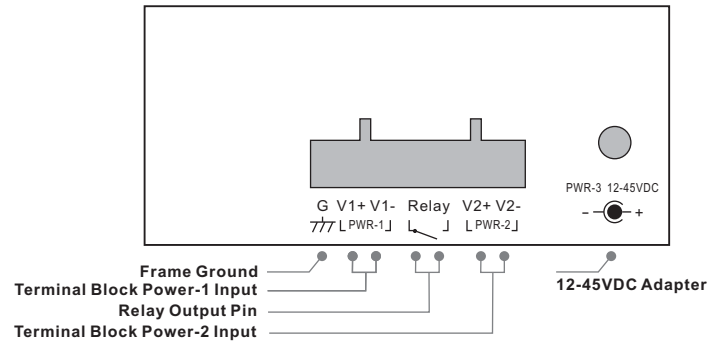 PWR-3 12-45VDC
G V1+ V1- Relay V2+ V2-
PWR-1 PWR-2
- +
Frame Ground
Terminal Block Power-1 Input
12-45VDC Adapter
Relay Output Pin
Terminal Block Power-2 Input